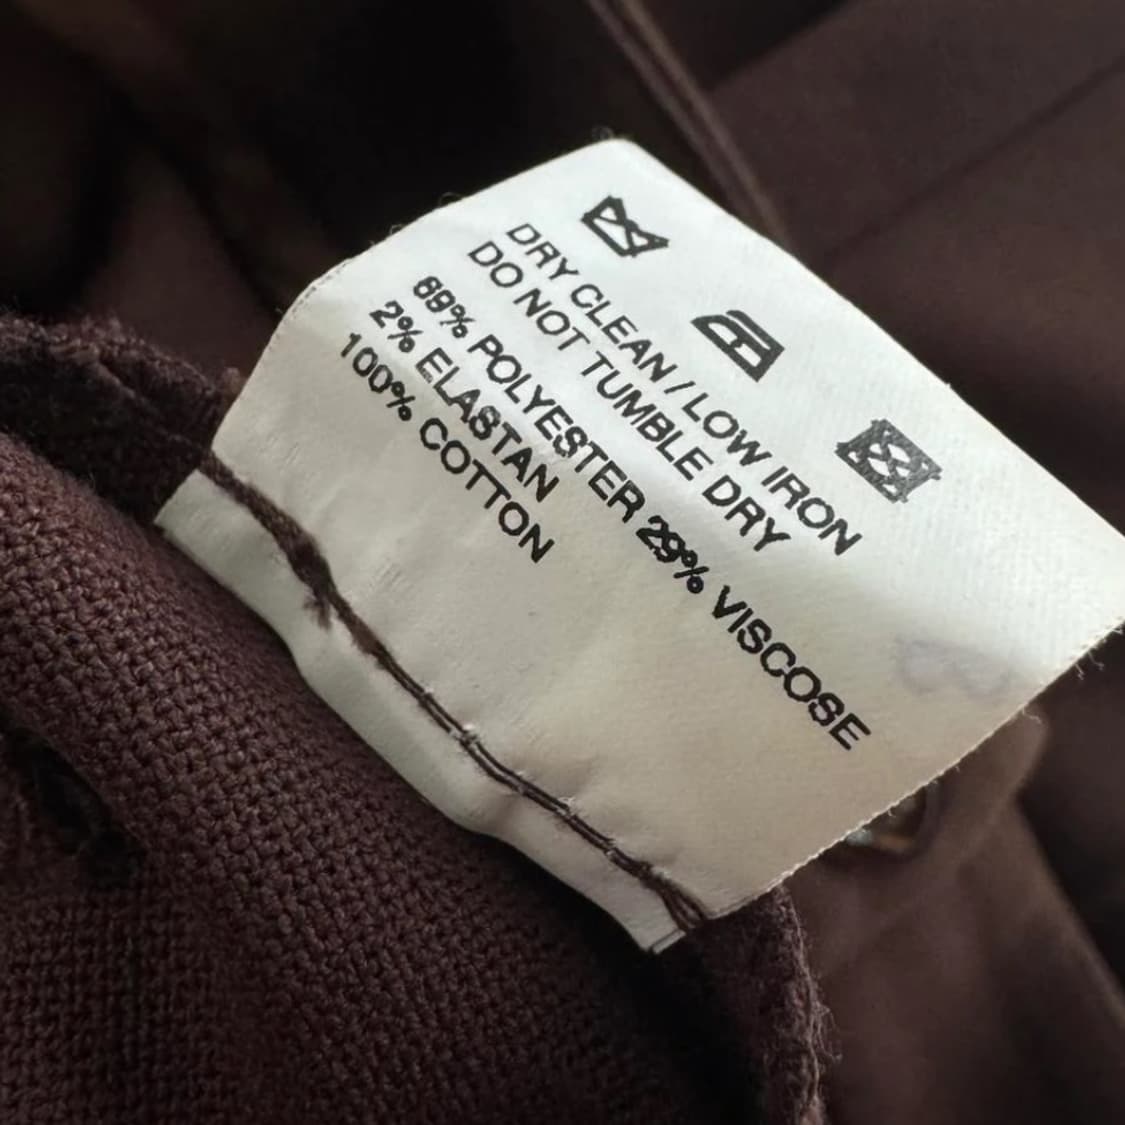 DRY CLEAN / LOW IRON
DO NOT TUMBLE DRY
69% POLYESTER 29% VISCOSE
2% ELASTAN
100% COTTON